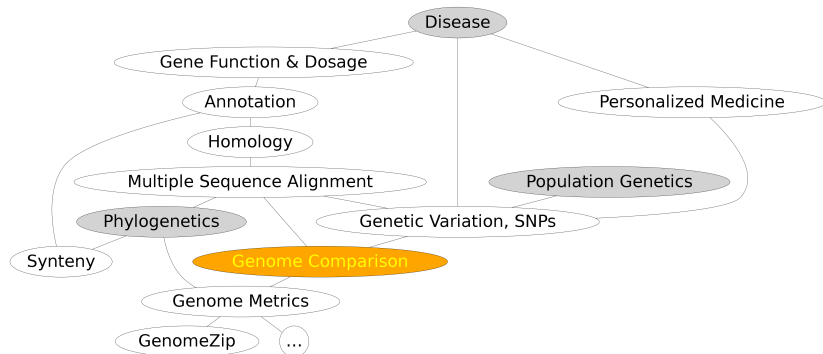 Disease
Gene Function & Dosage
Annotation
Personalized Medicine
Homology
Multiple Sequence Alignment
Population Genetics
Phylogenetics
Genetic Variation, SNPs
Synteny
Genome Comparison
Genome Metrics
GenomeZip
...